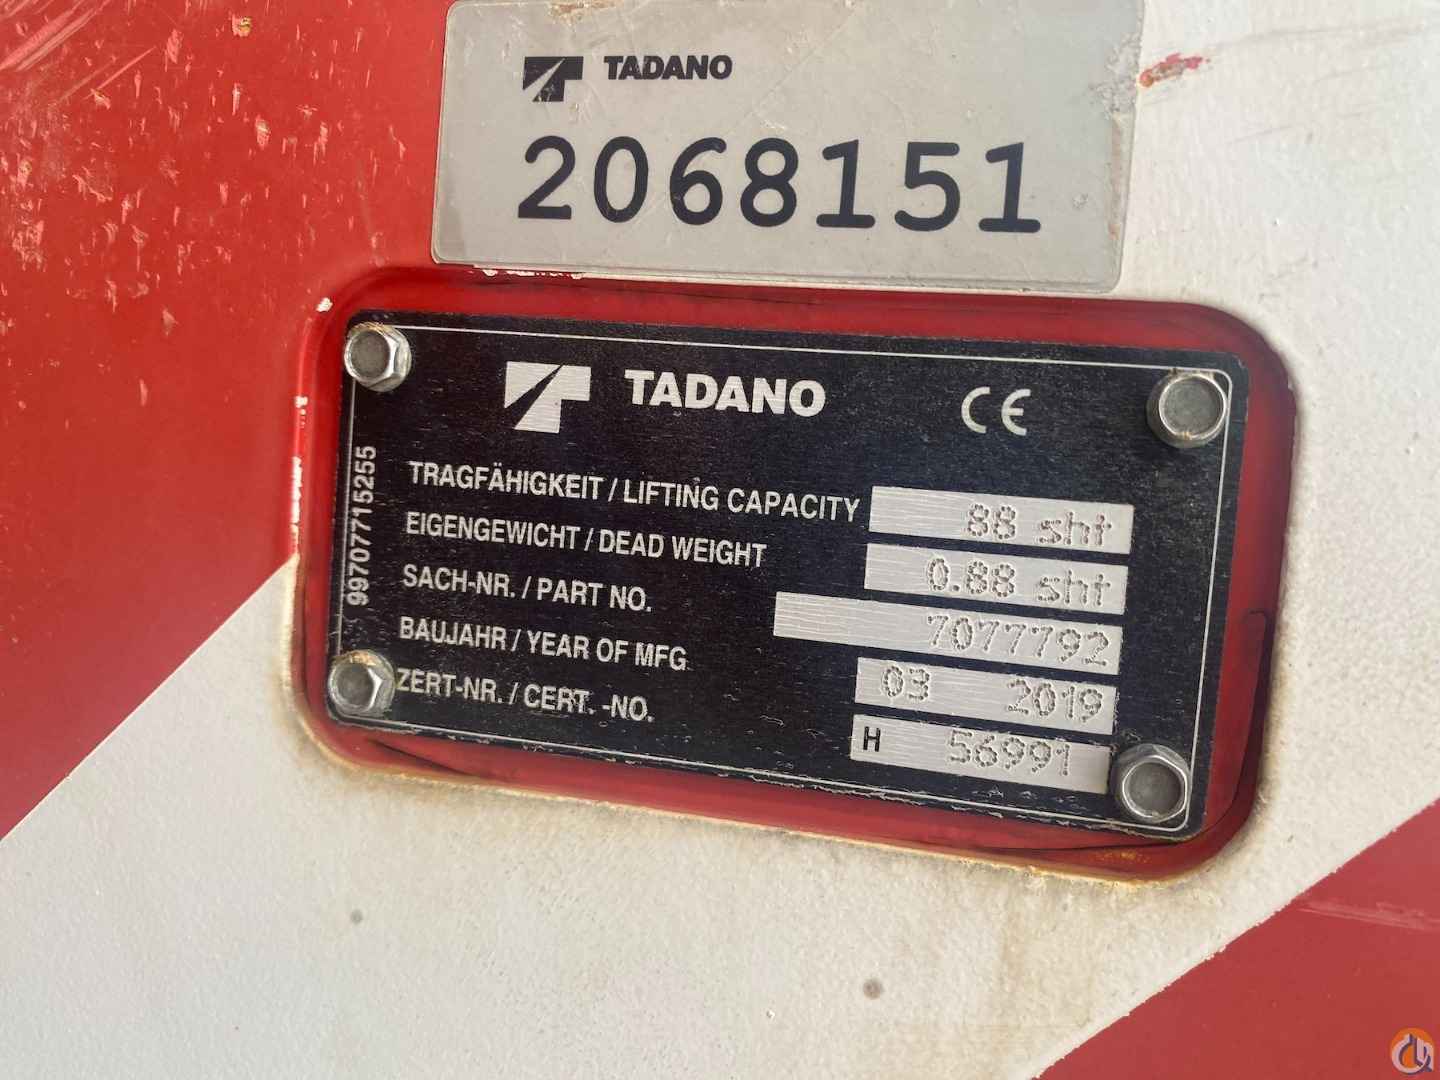 TADANO
2068151
TADANO CE
TRAGFÄHIGKEIT / LIFTING CAPACITY 88 sht
EIGENGEWICHT / DEAD WEIGHT 0.88 sht
SACH-NR. / PART NO. 7077792
BAUJAHR / YEAR OF MFG 03 2019
ZERT-NR. / CERT. -NO. H 56991
99707715255